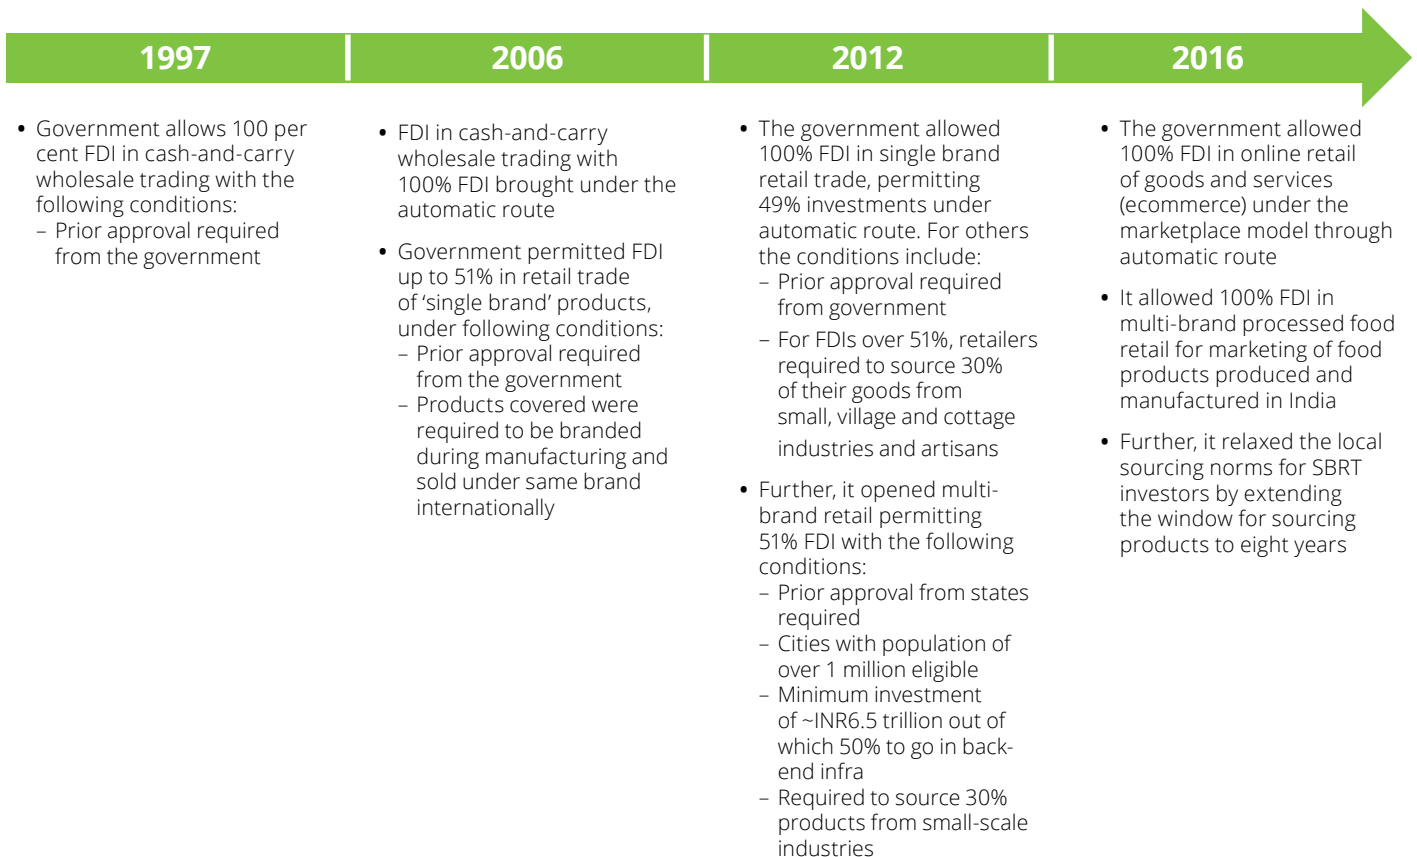 1997
2006
2012
2016
• Government allows 100 per
cent FDI in cash-and-carry
wholesale trading with the
following conditions:
– Prior approval required
from the government
• FDI in cash-and-carry
wholesale trading with
100% FDI brought under the
automatic route
• Government permitted FDI
up to 51% in retail trade
of ‘single brand’ products,
under following conditions:
– Prior approval required
from the government
– Products covered were
required to be branded
during manufacturing and
sold under same brand
internationally
• The government allowed
100% FDI in single brand
retail trade, permitting
49% investments under
automatic route. For others
the conditions include:
– Prior approval required
from government
– For FDIs over 51%, retailers
required to source 30%
of their goods from
small, village and cottage
industries and artisans
• Further, it opened multi-
brand retail permitting
51% FDI with the following
conditions:
– Prior approval from states
required
– Cities with population of
over 1 million eligible
– Minimum investment
of ~INR6.5 trillion out of
which 50% to go in back-
end infra
– Required to source 30%
products from small-scale
industries
• The government allowed
100% FDI in online retail
of goods and services
(ecommerce) under the
marketplace model through
automatic route
• It allowed 100% FDI in
multi-brand processed food
retail for marketing of food
products produced and
manufactured in India
• Further, it relaxed the local
sourcing norms for SBRT
investors by extending
the window for sourcing
products to eight years